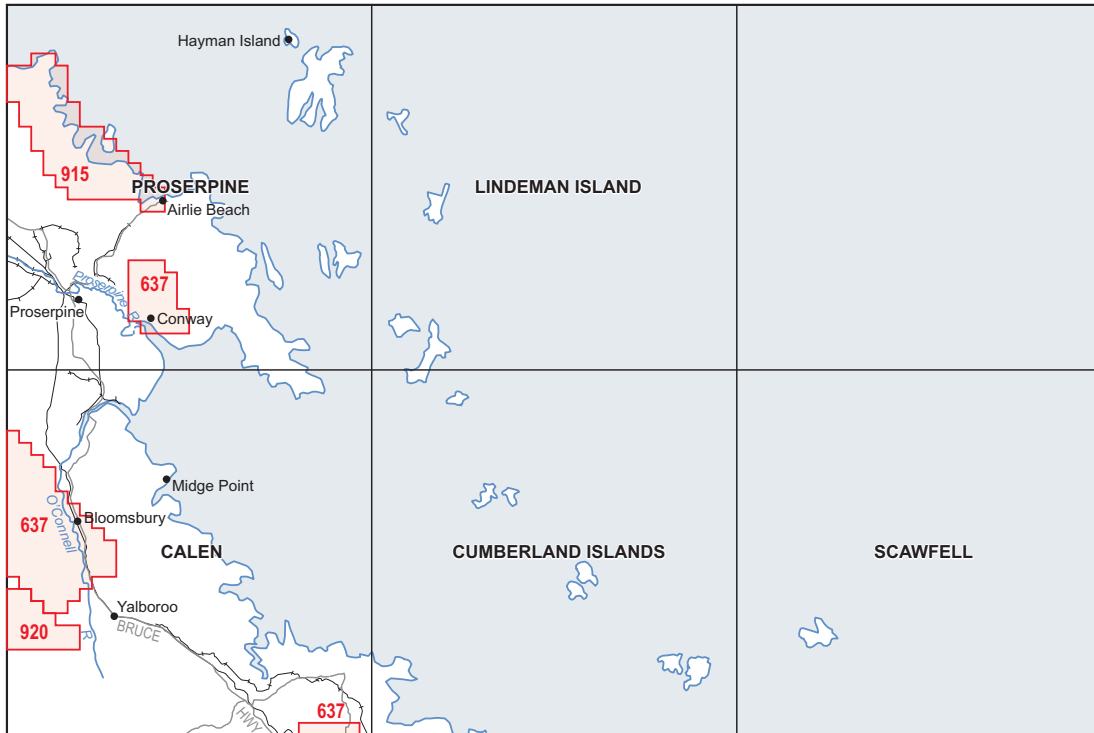 Hayman Island
915
PROSERPINE
LINDEMAN ISLAND
Airlie Beach
Proserpine R
637
Proserpine
Conway
Midge Point
637
O'Connell
R
Bloomsbury
CALEN
CUMBERLAND ISLANDS
SCAWFELL
Yalboroo
920
BRUCE
HWY
637